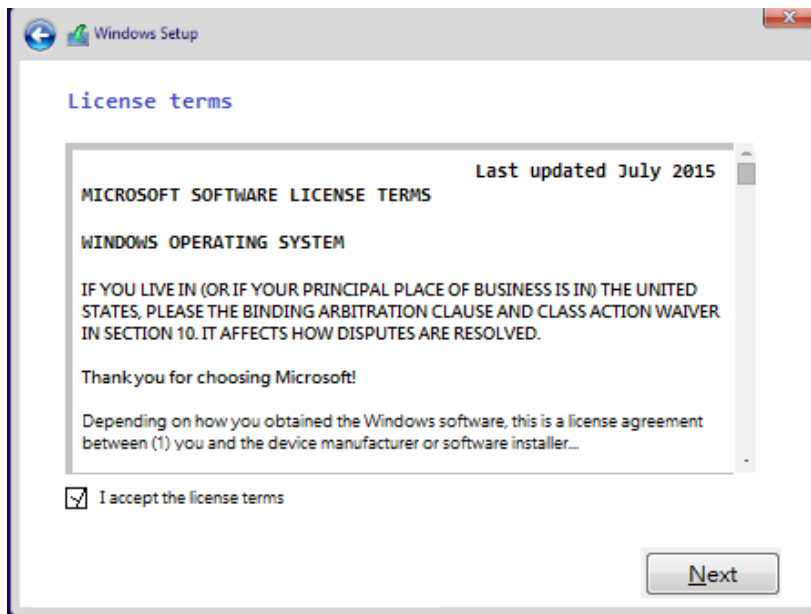 Windows Setup
License terms
Last updated July 2015
MICROSOFT SOFTWARE LICENSE TERMS
WINDOWS OPERATING SYSTEM
IF YOU LIVE IN (OR IF YOUR PRINCIPAL PLACE OF BUSINESS IS IN) THE UNITED
STATES, PLEASE THE BINDING ARBITRATION CLAUSE AND CLASS ACTION WAIVER
IN SECTION 10. IT AFFECTS HOW DISPUTES ARE RESOLVED.
Thank you for choosing Microsoft!
Depending on how you obtained the Windows software, this is a license agreement
between (1) you and the device manufacturer or software installer...
I accept the license terms
Next